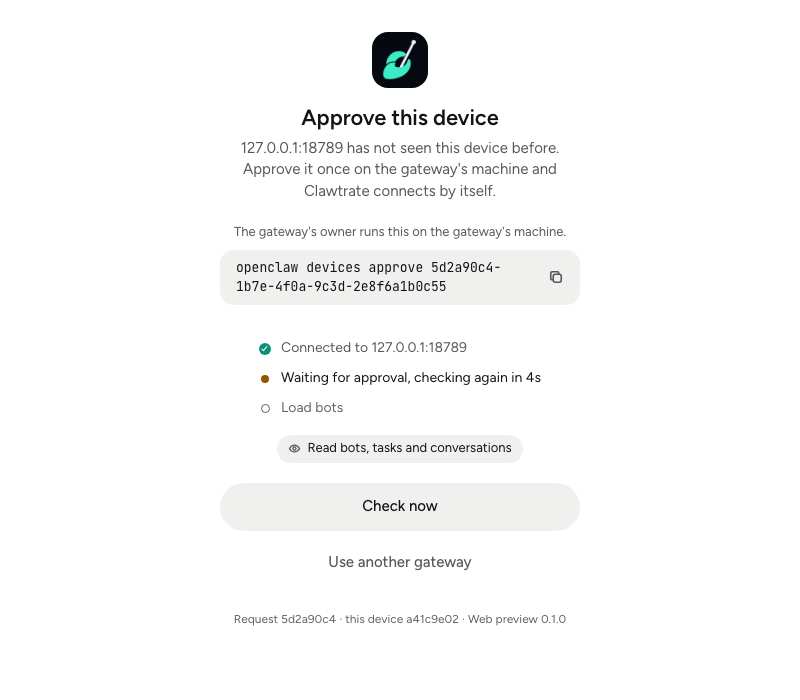 Approve this device
127.0.0.1:18789 has not seen this device before.
Approve it once on the gateway's machine and
Clawtrate connects by itself.
The gateway's owner runs this on the gateway's machine.
openclaw devices approve 5d2a90c4-
1b7e-4f0a-9c3d-2e8f6a1b0c55
Connected to 127.0.0.1:18789
Waiting for approval, checking again in 4s
Load bots
Read bots, tasks and conversations
Check now
Use another gateway
Request 5d2a90c4 · this device a41c9e02 · Web preview 0.1.0